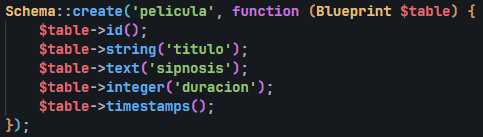 Schema::create('pelicula', function (Blueprint $table) {
    $table->id();
    $table->string('titulo');
    $table->text('sipnosis');
    $table->integer('duracion');
    $table->timestamps();
});